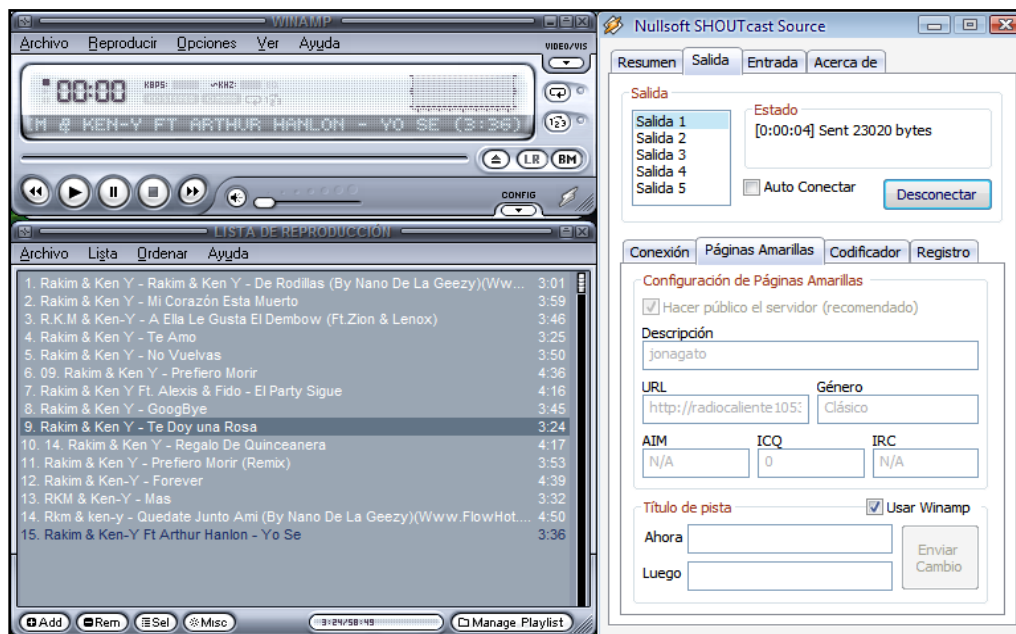 WINAMP
Archivo Reproducir Opciones Ver Ayuda
VIDEO/VIS
00:00 KBPS: KHZ:
M & KEN-Y FT ARTHUR HANLON - YO SE (3:36)
123
LR BM
CONFIG
LISTA DE REPRODUCCIÓN
Archivo Lista Ordenar Ayuda
1. Rakim & Ken Y - Rakim & Ken Y - De Rodillas (By Nano De La Geezy)(Ww... 3:01
2. Rakim & Ken Y - Mi Corazón Esta Muerto 3:59
3. R.K.M & Ken-Y - A Ella Le Gusta El Dembow (Ft.Zion & Lenox) 3:46
4. Rakim & Ken Y - Te Amo 3:25
5. Rakim & Ken Y - No Vuelvas 3:50
6. 09. Rakim & Ken Y - Prefiero Morir 4:36
7. Rakim & Ken Y Ft. Alexis & Fido - El Party Sigue 4:16
8. Rakim & Ken Y - GoogBye 3:45
9. Rakim & Ken Y - Te Doy una Rosa 3:24
10. 14. Rakim & Ken Y - Regalo De Quinceanera 4:17
11. Rakim & Ken Y - Prefiero Morir (Remix) 3:53
12. Rakim & Ken-Y - Forever 4:39
13. RKM & Ken-Y - Mas 3:32
14. Rkm & ken-y - Quedate Junto Ami (By Nano De La Geezy)(Www.FlowHot.... 4:50
15. Rakim & Ken-Y Ft Arthur Hanlon - Yo Se 3:36
Add Rem Sel Misc 3:24/58:49 Manage Playlist
Nullsoft SHOUTcast Source
Resumen Salida Entrada Acerca de
Salida
Salida 1
Salida 2
Salida 3
Salida 4
Salida 5
Estado
[0:00:04] Sent 23020 bytes
Auto Conectar
Desconectar
Conexión Páginas Amarillas Codificador Registro
Configuración de Páginas Amarillas
Hacer público el servidor (recomendado)
Descripción
jonagato
URL Género
http://radiocaliente1053 Clásico
AIM ICQ IRC
N/A 0 N/A
Título de pista Usar Winamp
Ahora
Luego
Enviar
Cambio